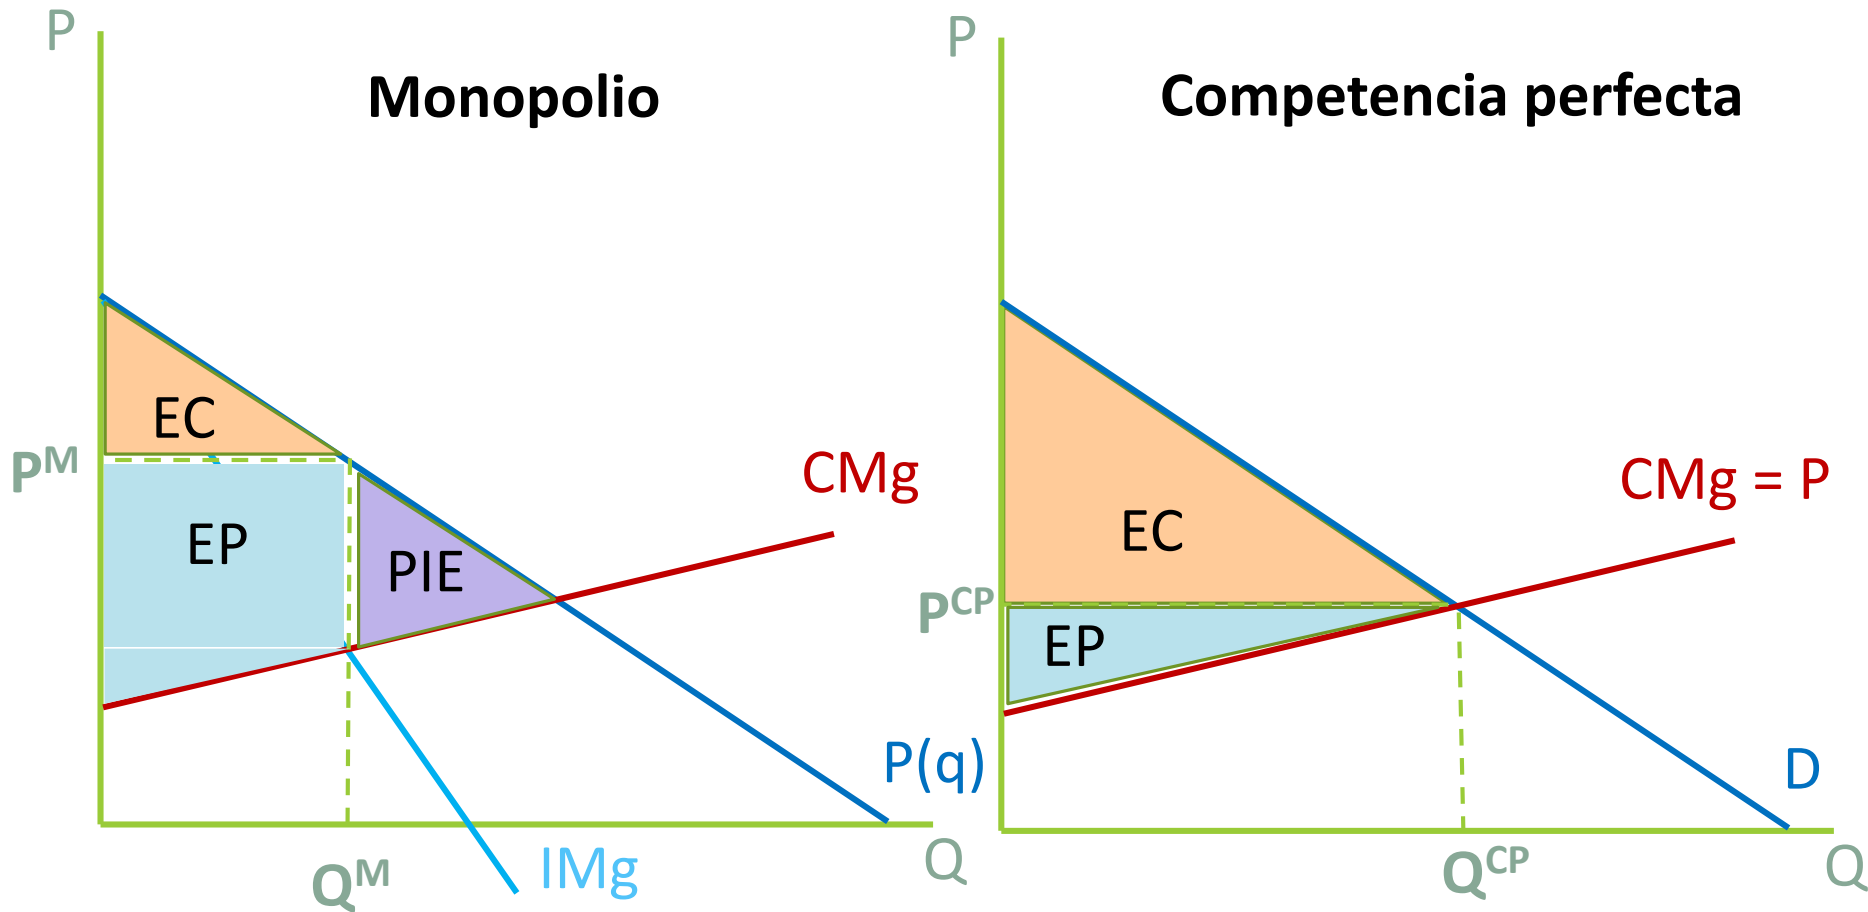 P
Monopolio
EC
P^M
EP
PIE
CMg
P(q)
Q
Q^M
IMg
P
Competencia perfecta
CMg = P
EC
P^CP
EP
D
Q^CP
Q